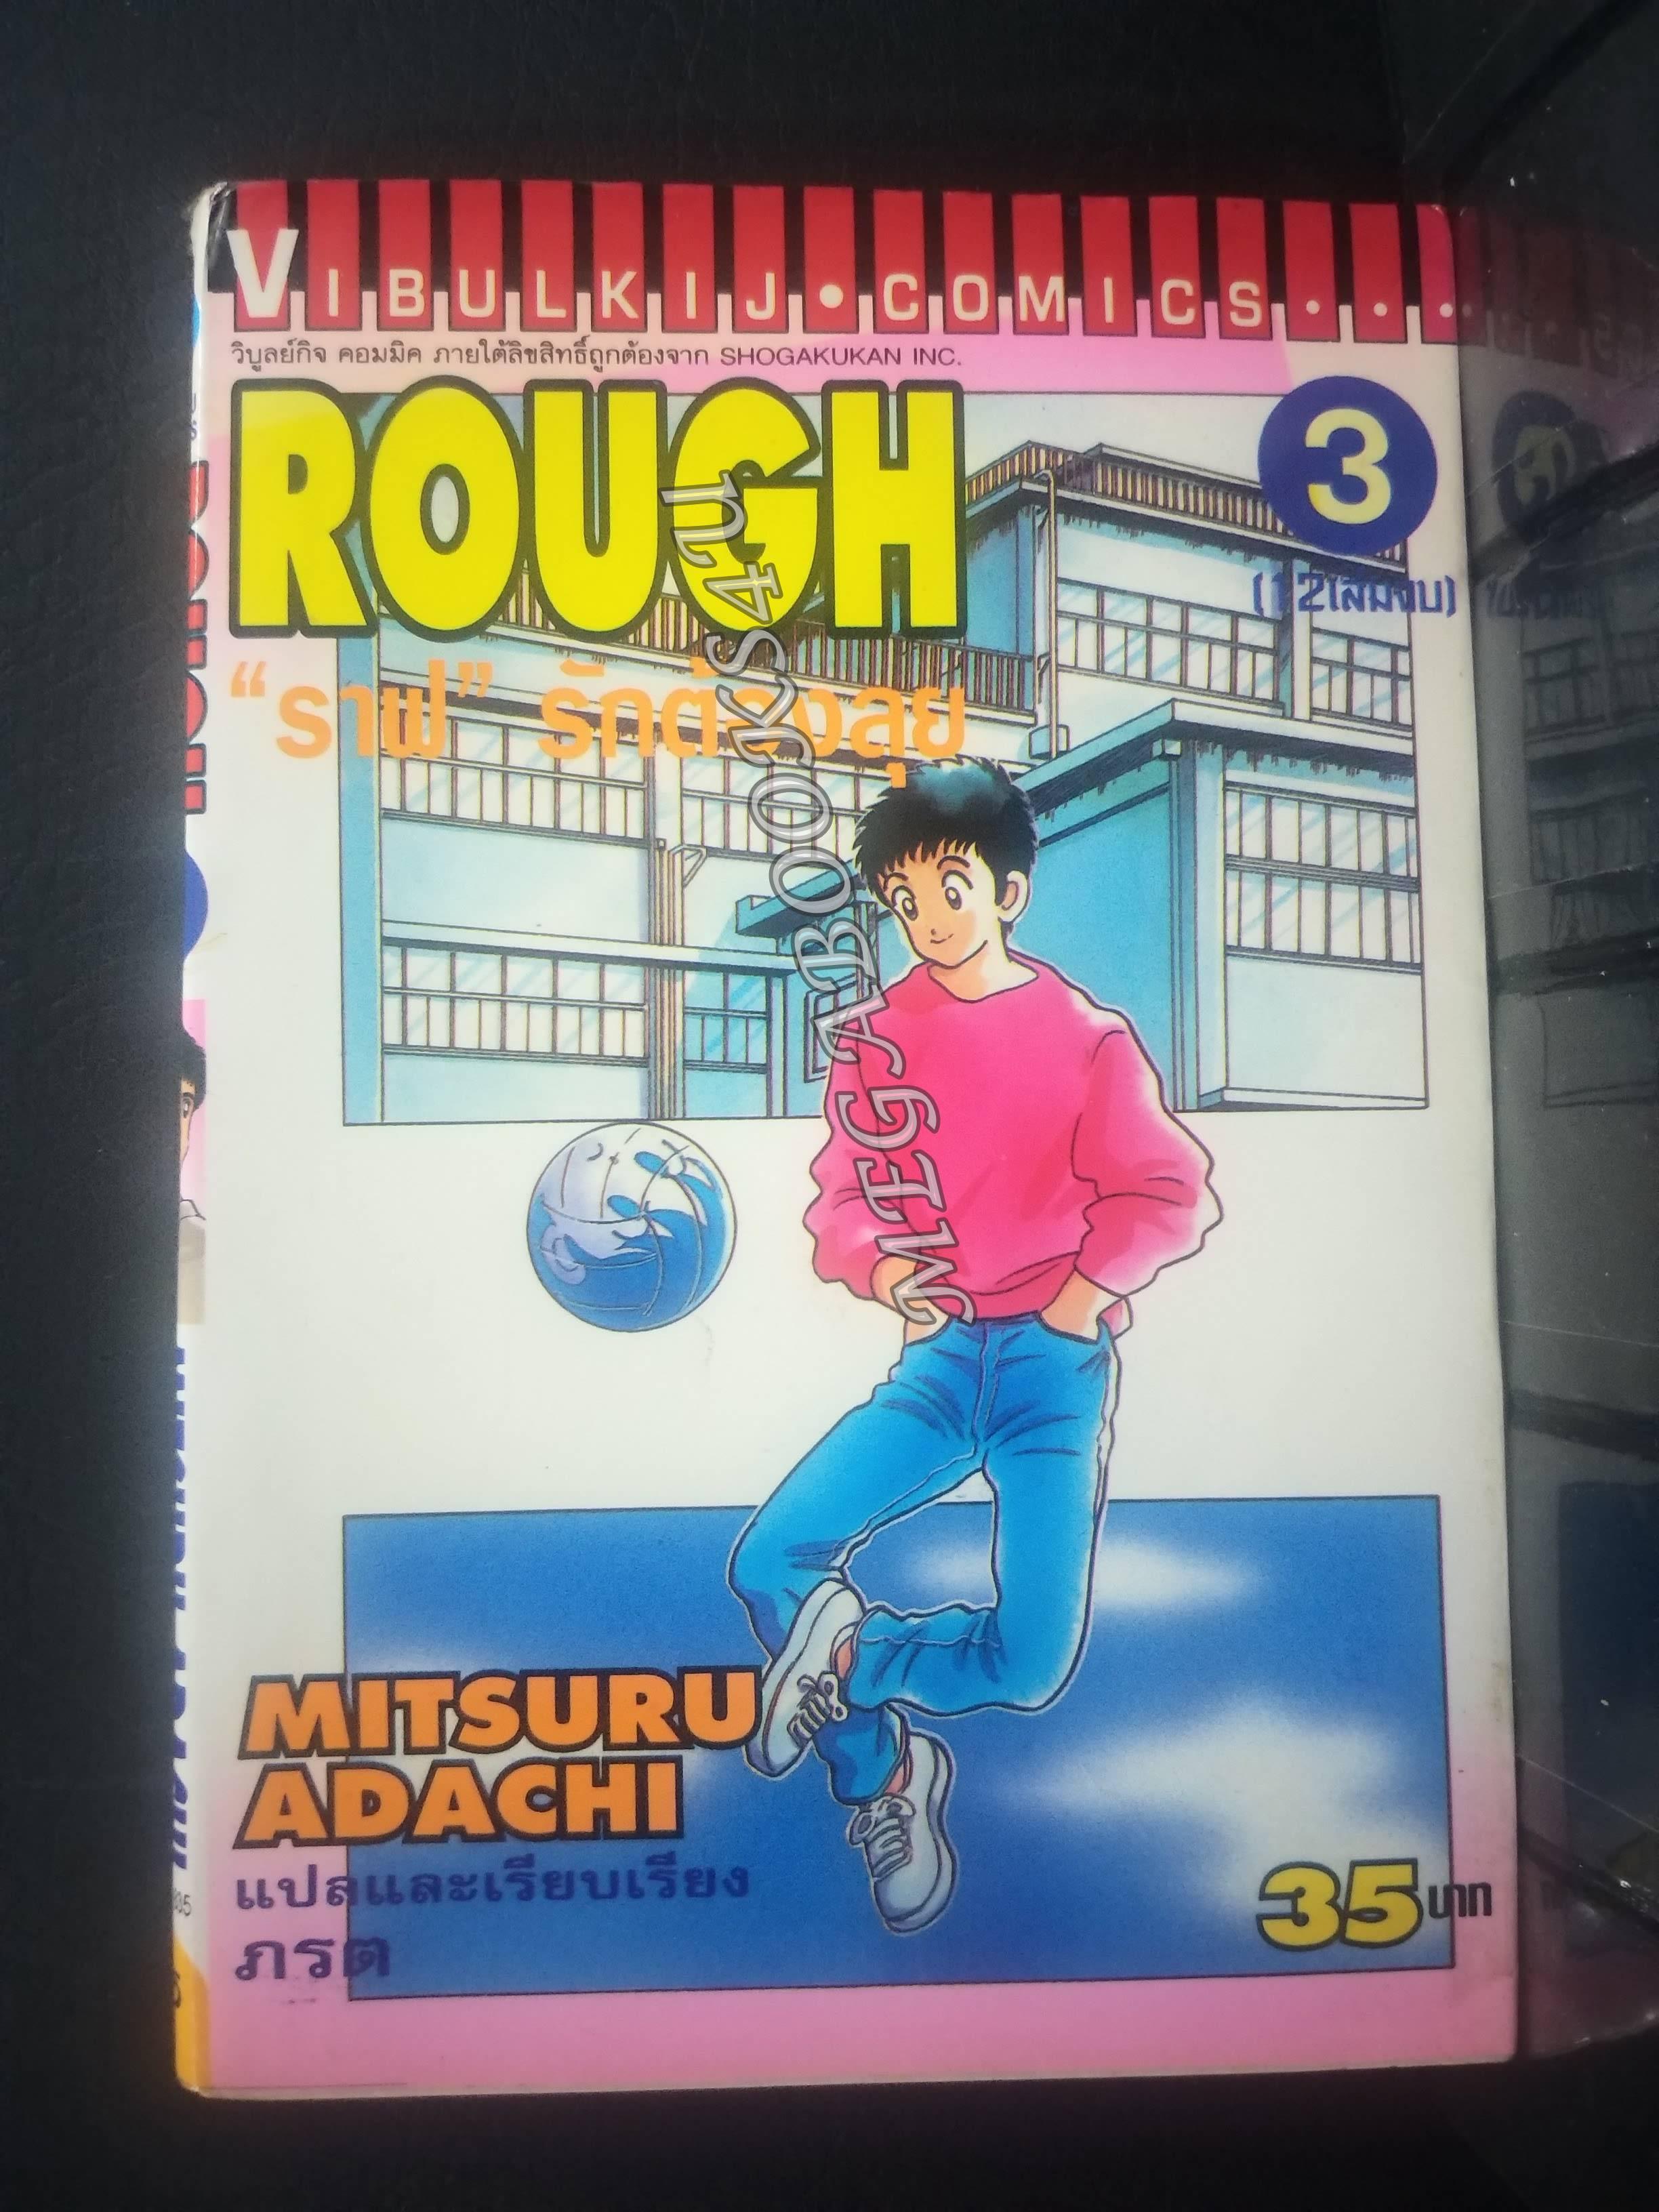 VIBULKIJ•COMICS...
วิบูลย์กิจ คอมมิค ภายใต้ลิขสิทธิ์ถูกต้องจาก SHOGAKUKAN INC.
ROUGH
3
(12เล่มจบ)
“ราฟ” รักต้องลุย
MEGABOOKS4U
MITSURU
ADACHI
แปลและเรียบเรียง
ภรต
35 บาท